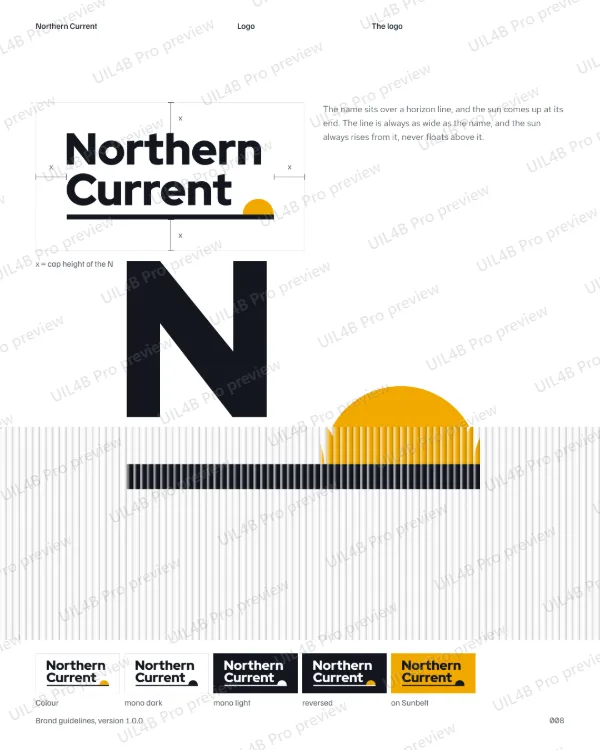 Northern Current
Logo
The logo
x
Northern
x
x
Current
x
The name sits over a horizon line, and the sun comes up at its
end. The line is always as wide as the name, and the sun
always rises from it, never floats above it.
x = cap height of the N
N
Northern
Current
Northern
Current
Northern
Current
Northern
Current
Northern
Current
Colour
mono dark
mono light
reversed
on Sunbelt
Brand guidelines, version 1.0.0
008
UIL4B Pro preview